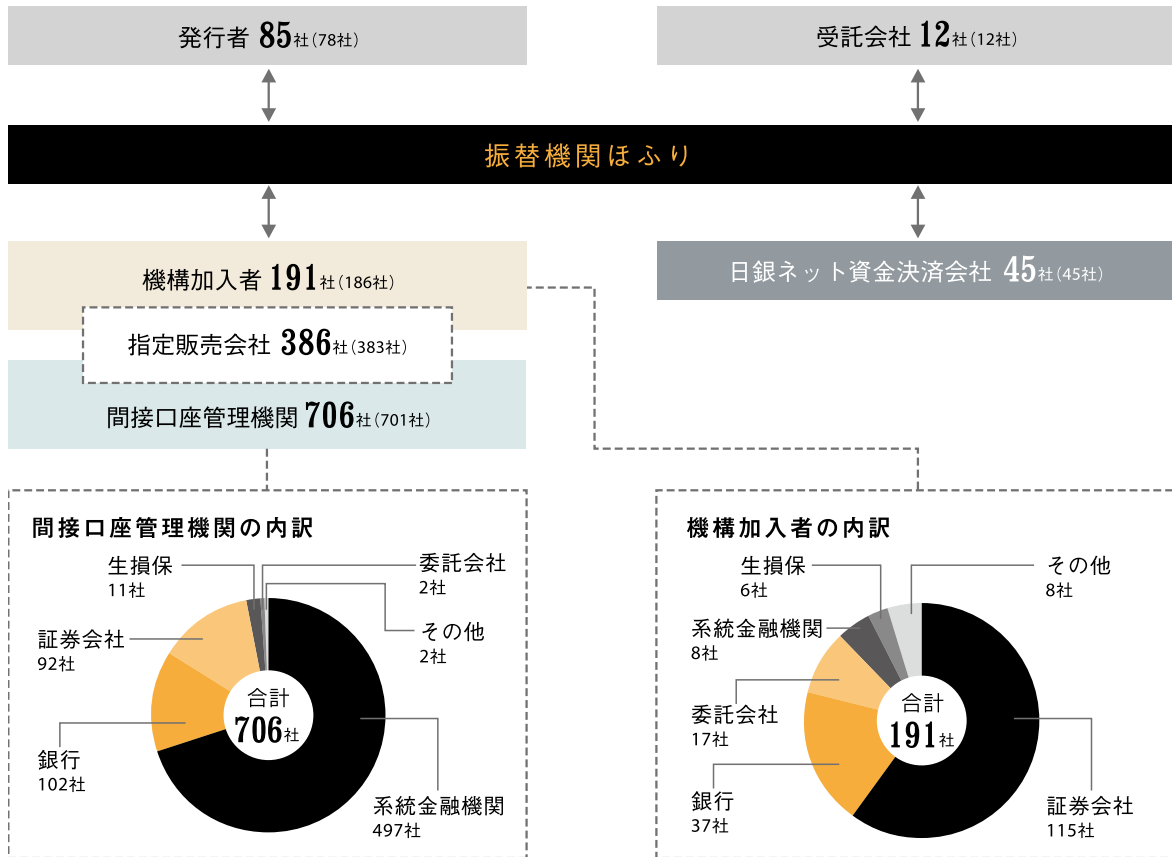 発行者 85社(78社)
受託会社 12社(12社)
振替機関ほふり
機構加入者 191社(186社)
日銀ネット資金決済会社 45社(45社)
指定販売会社 386社(383社)
間接口座管理機関 706社(701社)
間接口座管理機関の内訳
生損保
11社
委託会社
2社
証券会社
92社
その他
2社
合計
706社
銀行
102社
系統金融機関
497社
機構加入者の内訳
生損保
6社
その他
8社
系統金融機関
8社
委託会社
17社
合計
191社
銀行
37社
証券会社
115社